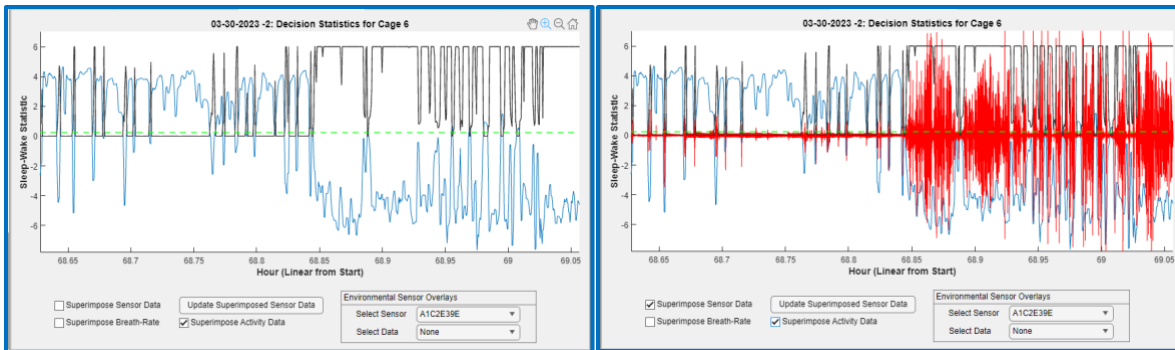 03-30-2023 -2: Decision Statistics for Cage 6
6
4
2
0
-2
-4
-6
Sleep-Wake Statistic
68.65 68.7 68.75 68.8 68.85 68.9 68.95 69 69.05
Hour (Linear from Start)
Superimpose Sensor Data
Update Superimposed Sensor Data
Superimpose Breath-Rate
Superimpose Activity Data
Environmental Sensor Overlays
Select Sensor A1C2E39E
Select Data None
03-30-2023 -2: Decision Statistics for Cage 6
6
4
2
0
-2
-4
-6
Sleep-Wake Statistic
68.65 68.7 68.75 68.8 68.85 68.9 68.95 69 69.05
Hour (Linear from Start)
Superimpose Sensor Data
Update Superimposed Sensor Data
Superimpose Breath-Rate
Superimpose Activity Data
Environmental Sensor Overlays
Select Sensor A1C2E39E
Select Data None